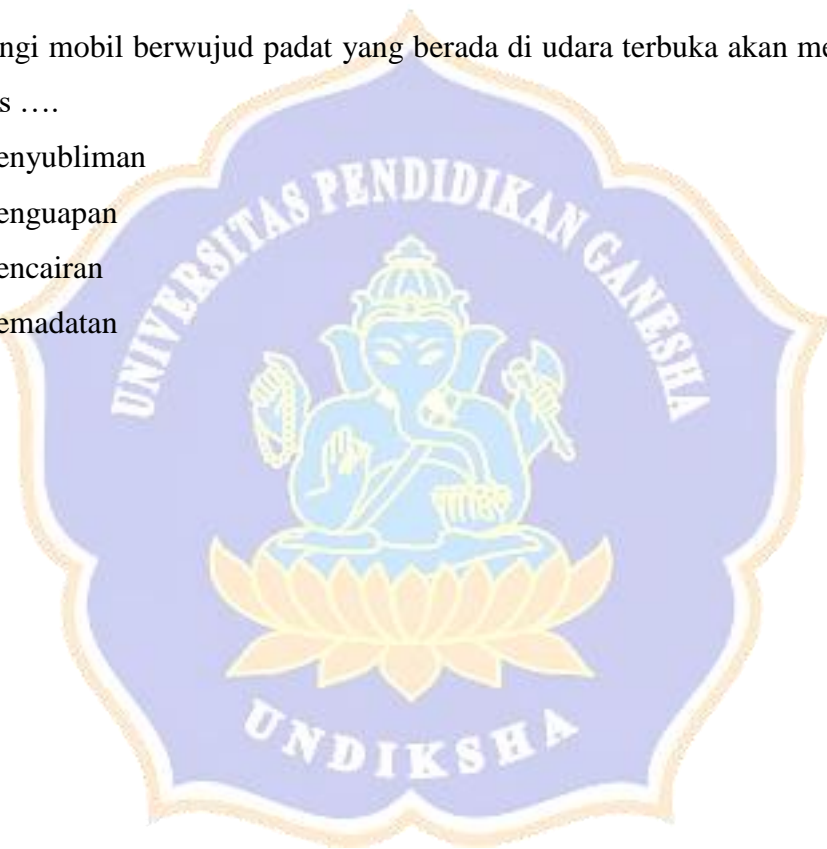 ngi mobil berwujud padat yang berada di udara terbuka akan me
s ….
enyubliman
enguapan
encairan
emadatan
UNIVERSITAS PENDIDIKAN GANESHA
UNDIKSHA